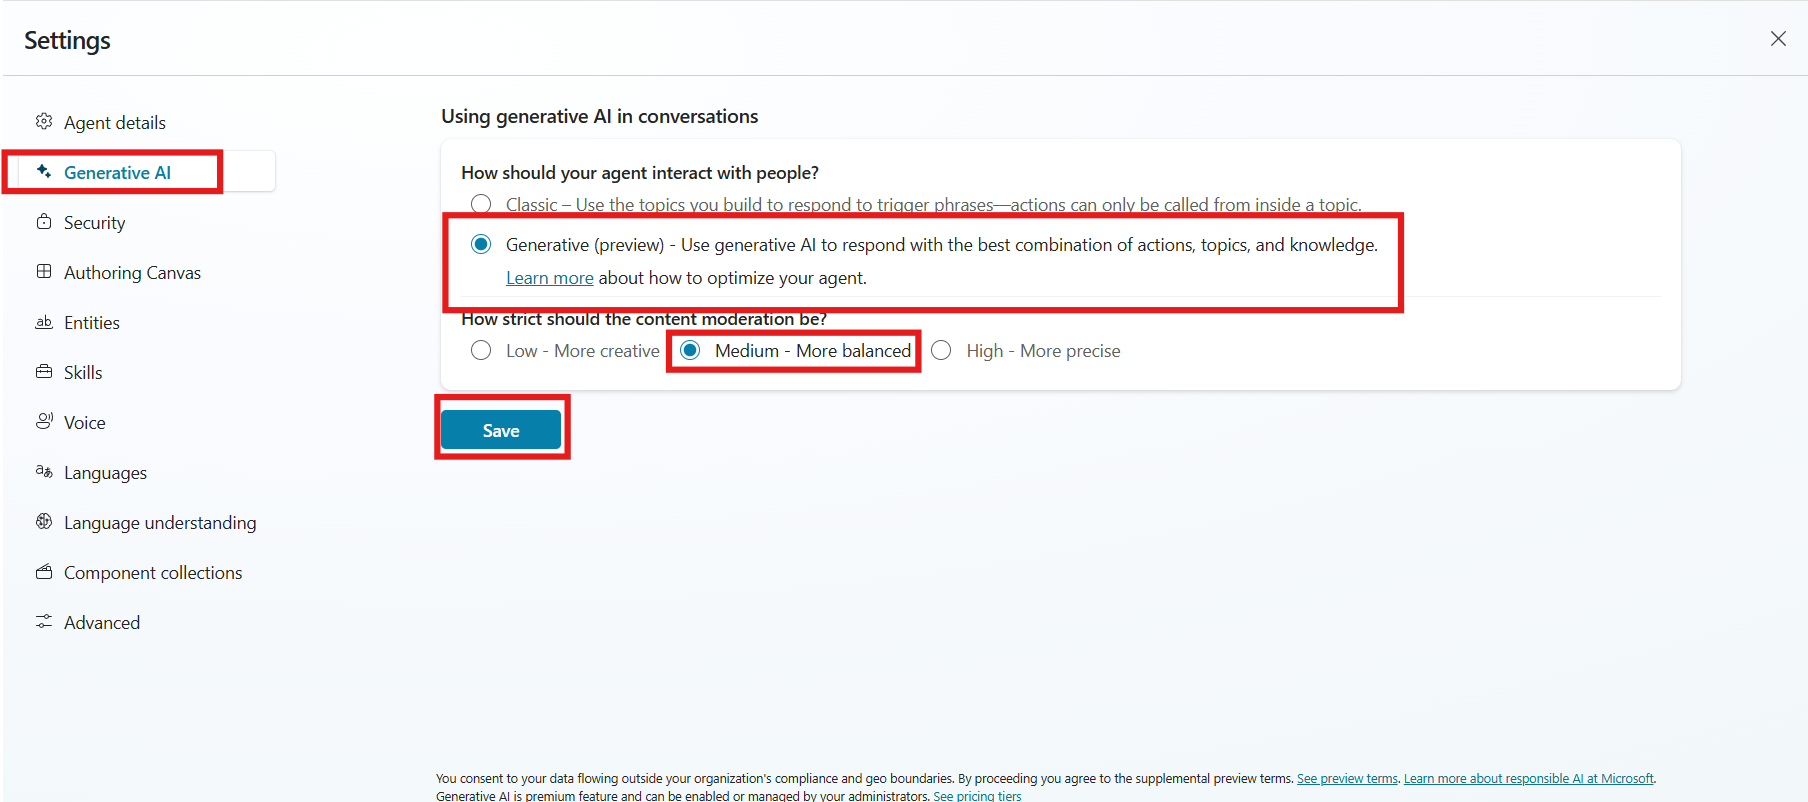 Settings
Agent details
Generative AI
Security
Authoring Canvas
Entities
Skills
Voice
Languages
Language understanding
Component collections
Advanced
Using generative AI in conversations
How should your agent interact with people?
Classic – Use the topics you build to respond to trigger phrases—actions can only be called from inside a topic.
Generative (preview) - Use generative AI to respond with the best combination of actions, topics, and knowledge.
Learn more about how to optimize your agent.
How strict should the content moderation be?
Low - More creative
Medium - More balanced
High - More precise
Save
You consent to your data flowing outside your organization's compliance and geo boundaries. By proceeding you agree to the supplemental preview terms. See preview terms. Learn more about responsible AI at Microsoft.
Generative AI is premium feature and can be enabled or managed by your administrators. See pricing tiers